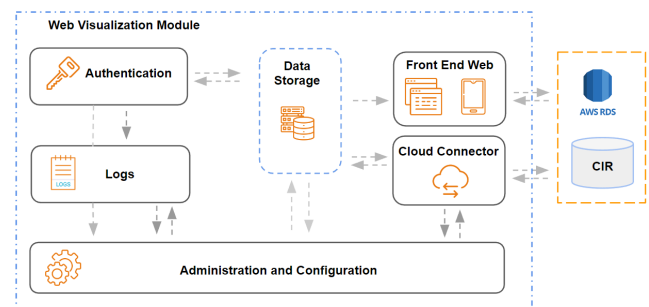 Web Visualization Module
Authentication
Data
Storage
Front End Web
AWS RDS
Logs
LOGS
Cloud Connector
CIR
Administration and Configuration